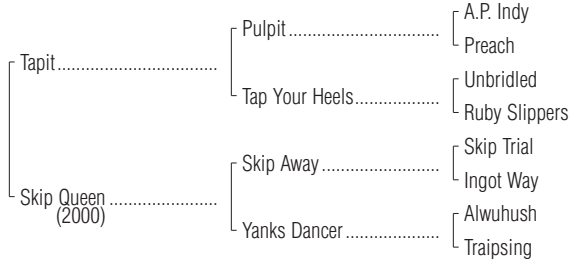 A.P. Indy
Pulpit........................................
Preach
Tapit.......................................
Unbridled
Tap Your Heels.....................
Ruby Slippers
Skip Trial
Skip Away .............................
Ingot Way
Skip Queen ..........................
(2000)
Alwuhush
Yanks Dancer.......................
Traipsing